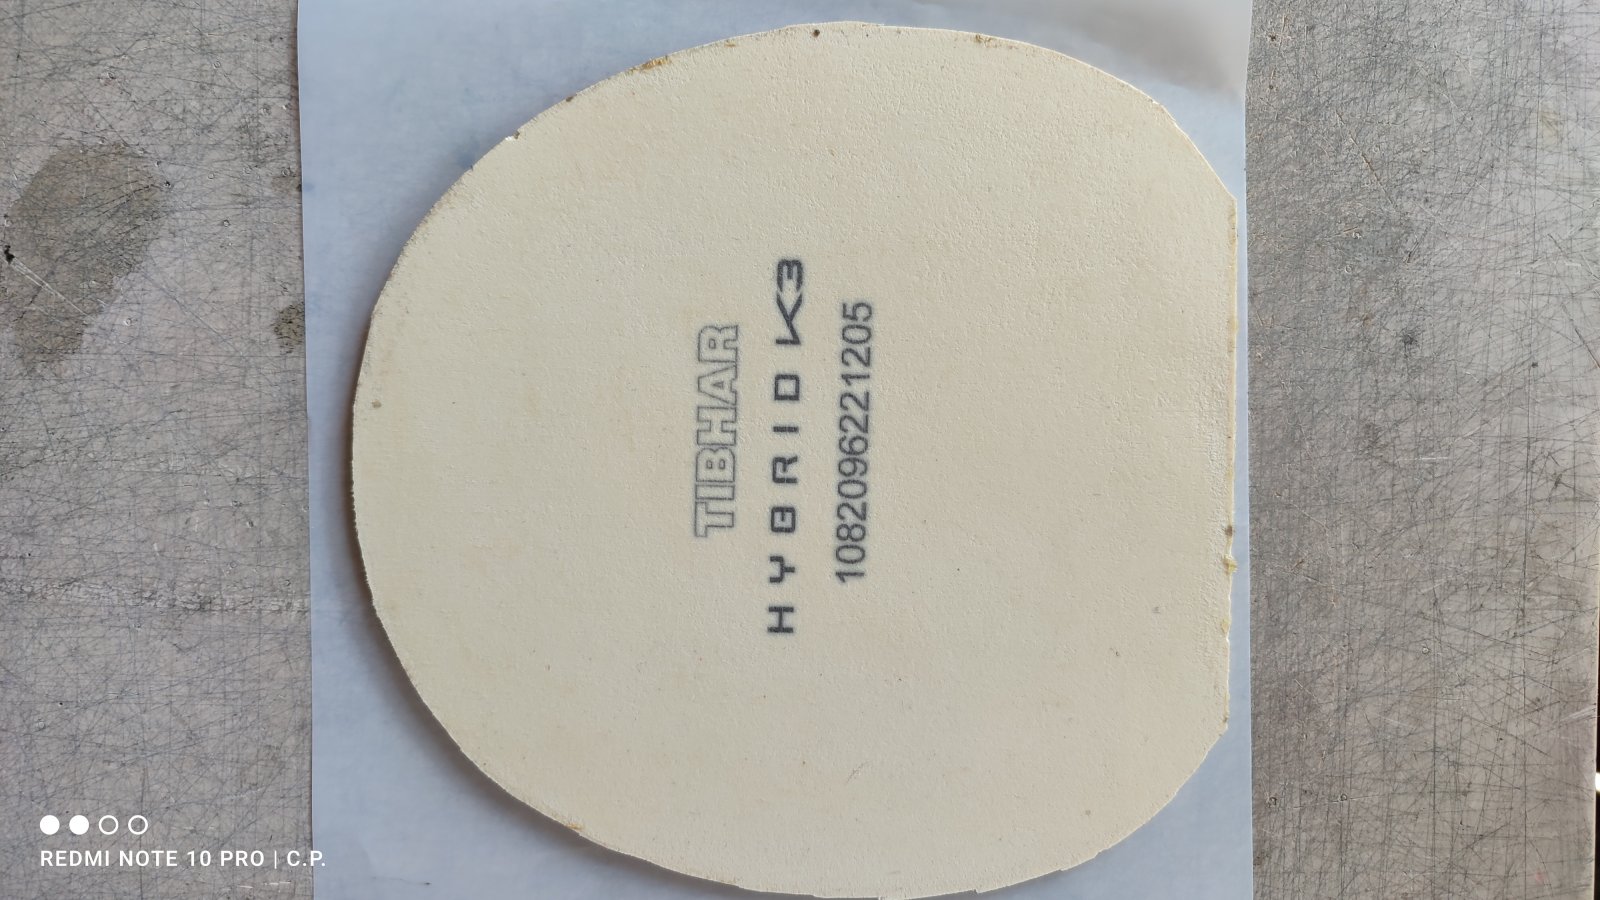 TIBHAR
HYBRID K3
1082096221205
REDMI NOTE 10 PRO | C.P.